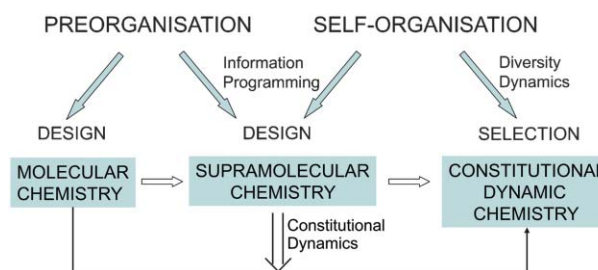 PREORGANISATION SELF-ORGANISATION
Information
Programming
Diversity
Dynamics
DESIGN DESIGN SELECTION
MOLECULAR
CHEMISTRY
SUPRAMOLECULAR
CHEMISTRY
CONSTITUTIONAL
DYNAMIC
CHEMISTRY
Constitutional
Dynamics